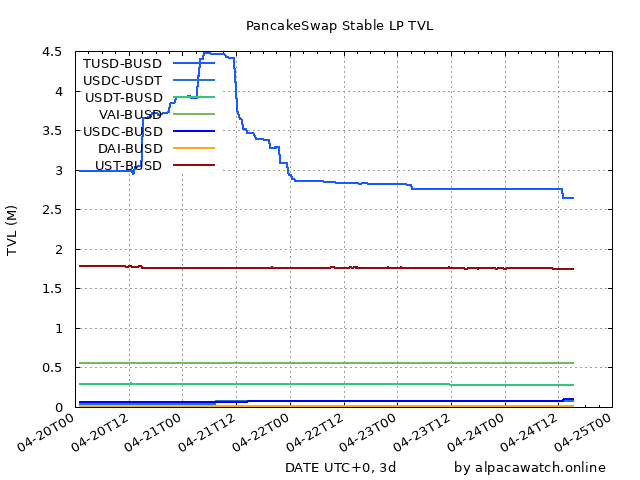 PancakeSwap Stable LP TVL
TVL (M)
4.5
4
3.5
3
2.5
2
1.5
1
0.5
0
TUSD-BUSD
USDC-USDT
USDT-BUSD
VAI-BUSD
USDC-BUSD
DAI-BUSD
UST-BUSD
04-20T00
04-20T12
04-21T00
04-21T12
04-22T00
04-22T12
04-23T00
04-23T12
04-24T00
04-24T12
04-25T00
DATE UTC+0, 3d
by alpacawatch.online